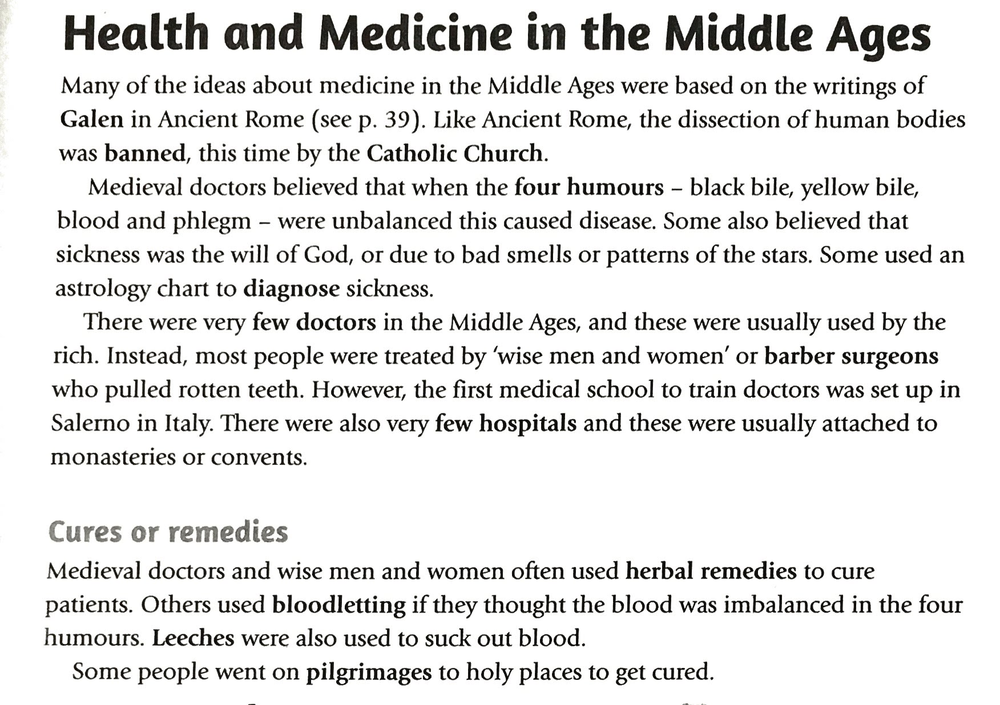 Health and Medicine in the Middle Ages
Many of the ideas about medicine in the Middle Ages were based on the writings of
Galen in Ancient Rome (see p. 39). Like Ancient Rome, the dissection of human bodies
was banned, this time by the Catholic Church.
Medieval doctors believed that when the four humours – black bile, yellow bile,
blood and phlegm – were unbalanced this caused disease. Some also believed that
sickness was the will of God, or due to bad smells or patterns of the stars. Some used an
astrology chart to diagnose sickness.
There were very few doctors in the Middle Ages, and these were usually used by the
rich. Instead, most people were treated by ‘wise men and women’ or barber surgeons
who pulled rotten teeth. However, the first medical school to train doctors was set up in
Salerno in Italy. There were also very few hospitals and these were usually attached to
monasteries or convents.
Cures or remedies
Medieval doctors and wise men and women often used herbal remedies to cure
patients. Others used bloodletting if they thought the blood was imbalanced in the four
humours. Leeches were also used to suck out blood.
Some people went on pilgrimages to holy places to get cured.